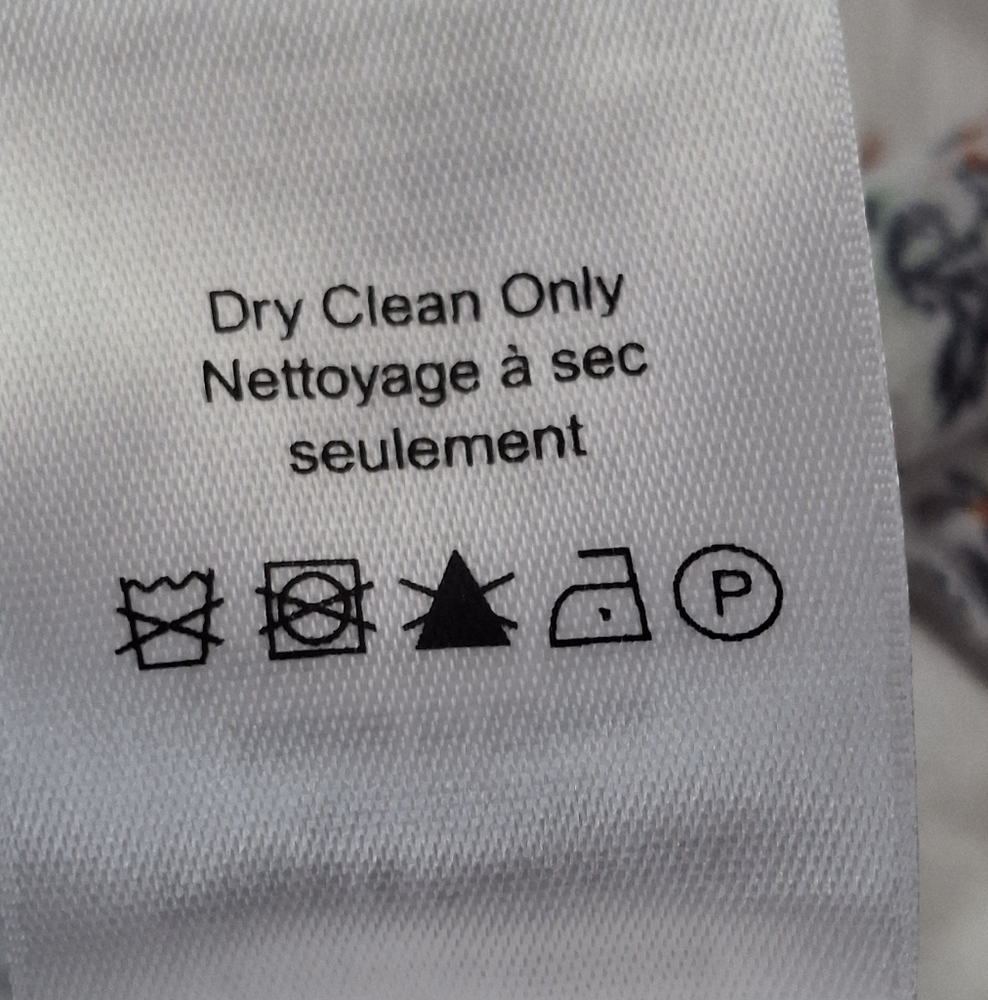 Dry Clean Only
Nettoyage à sec
seulement
P